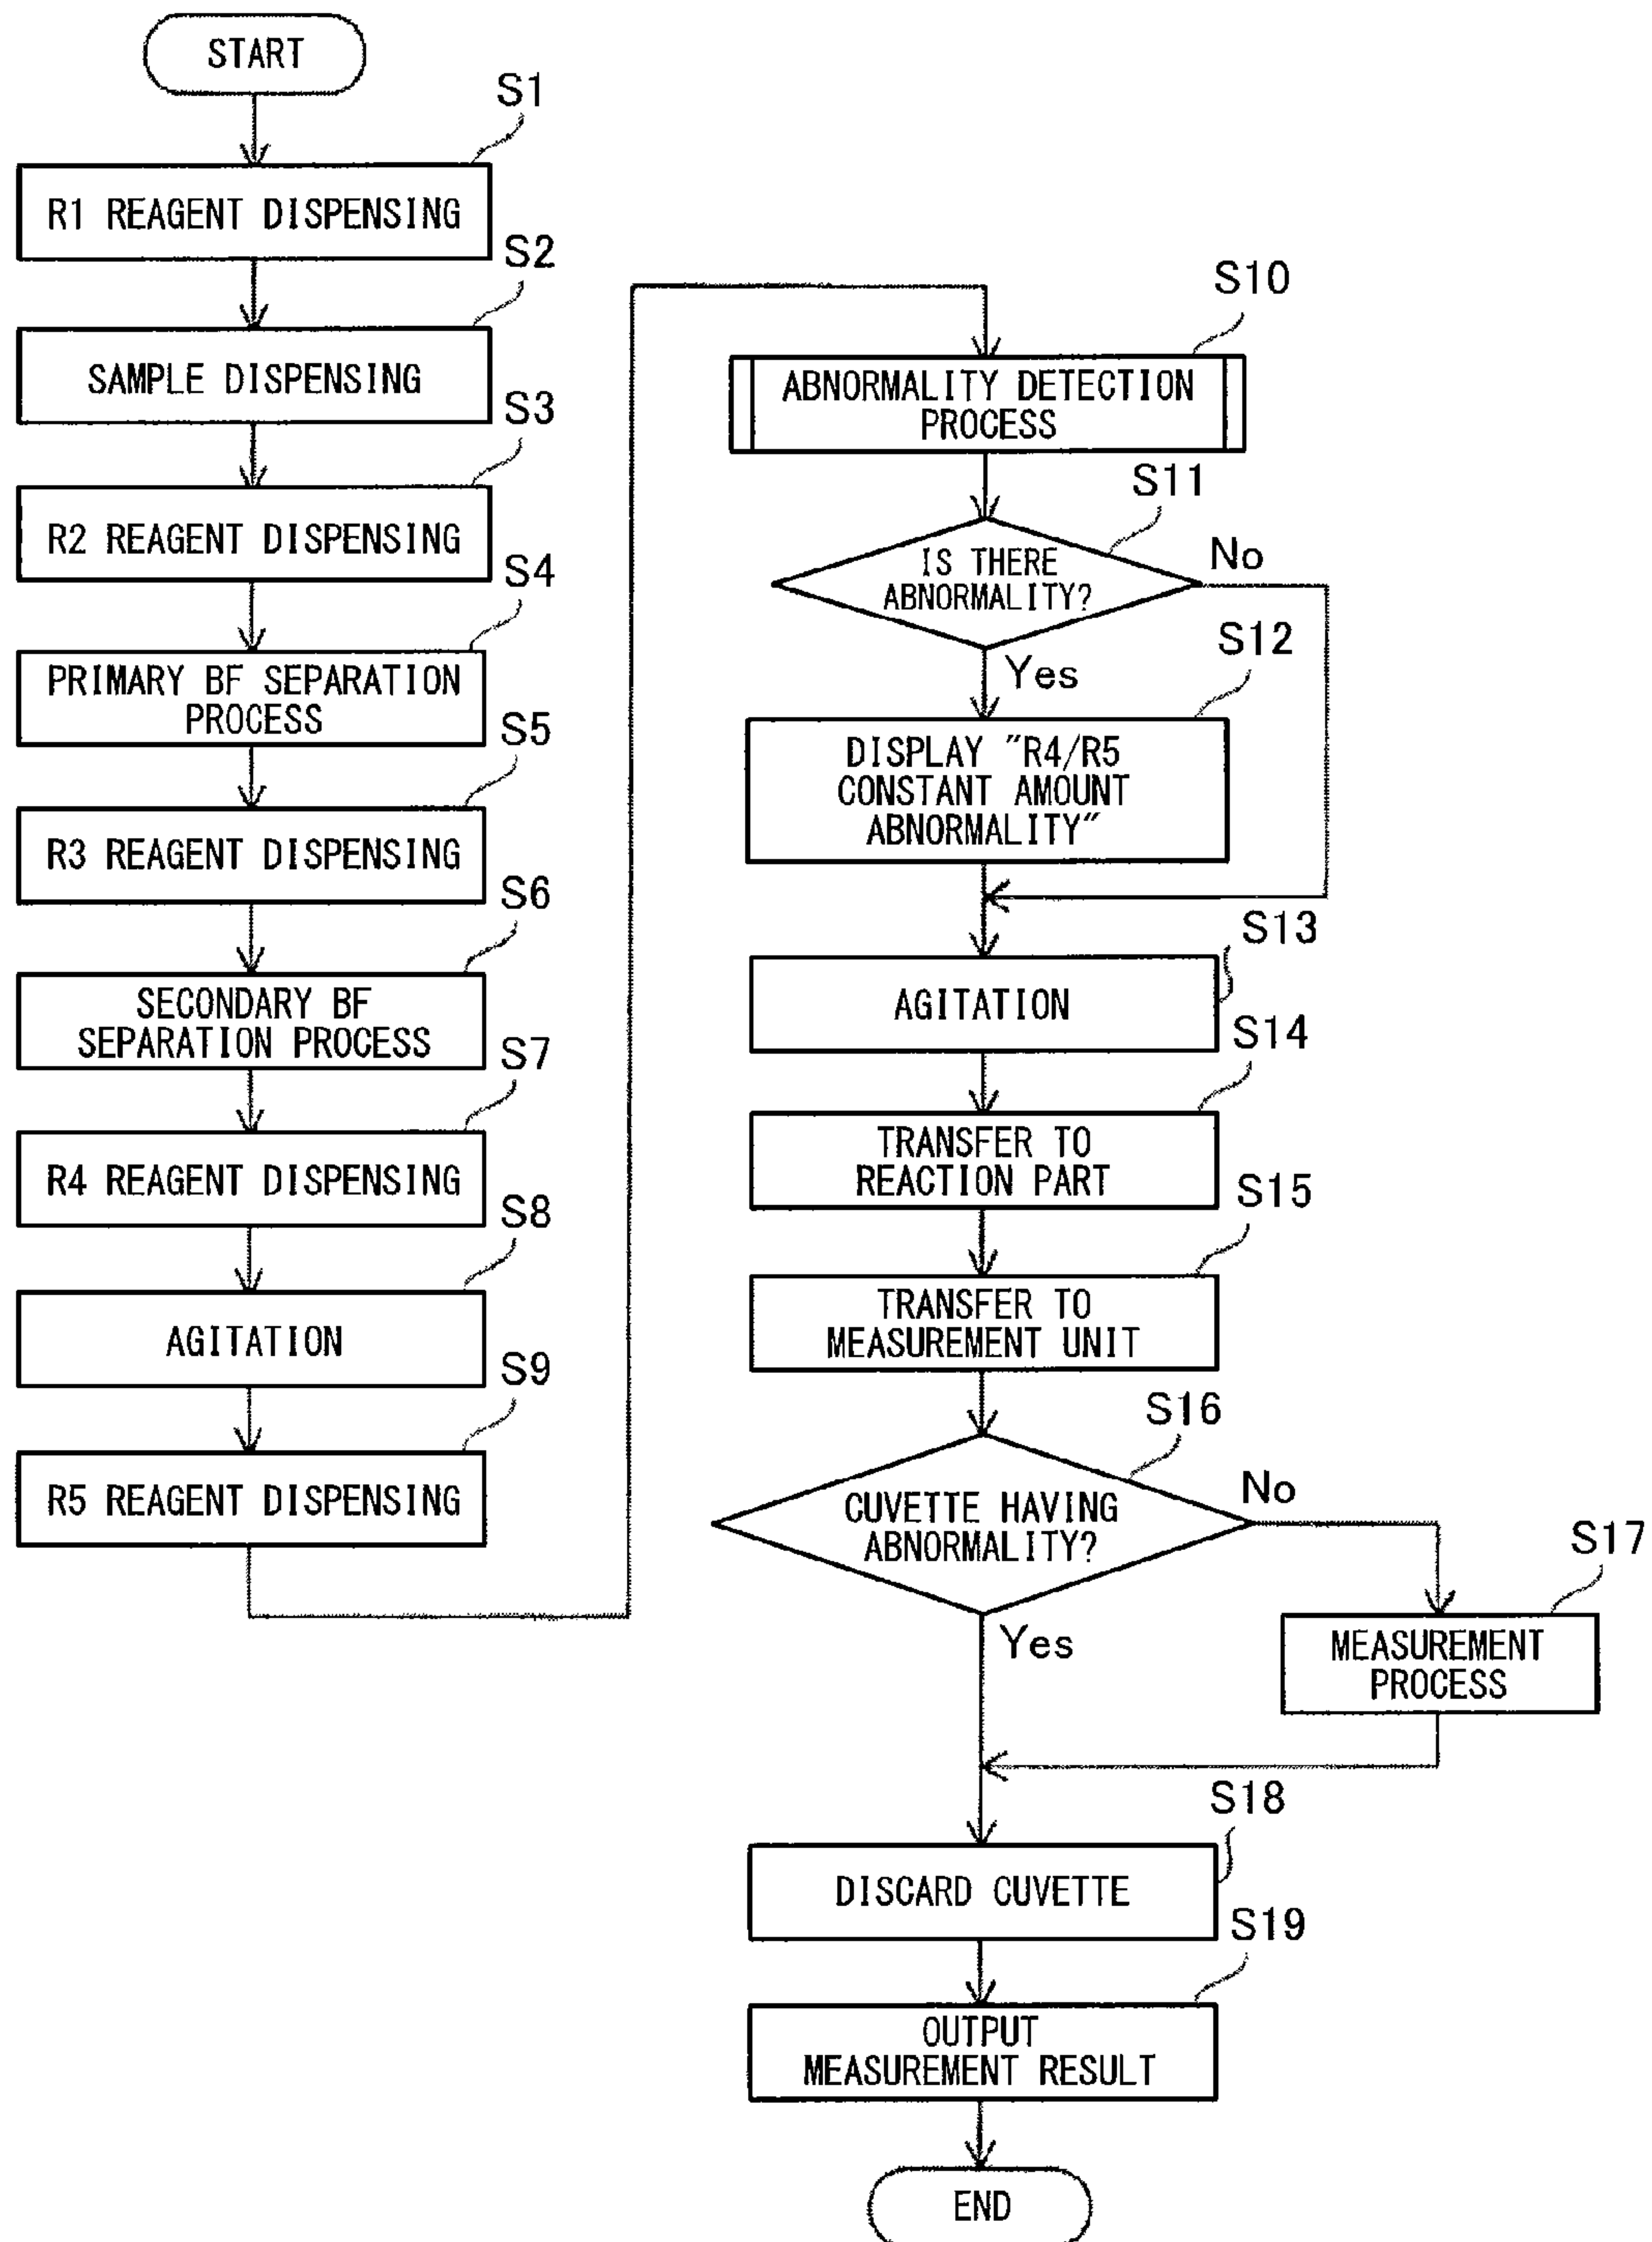 START
S1
R1 REAGENT DISPENSING
S2
SAMPLE DISPENSING
S3
R2 REAGENT DISPENSING
S4
PRIMARY BF SEPARATION
PROCESS
S5
R3 REAGENT DISPENSING
S6
SECONDARY BF
SEPARATION PROCESS
S7
R4 REAGENT DISPENSING
S8
AGITATION
S9
R5 REAGENT DISPENSING
S10
ABNORMALITY DETECTION
PROCESS
S11
IS THERE
ABNORMALITY?
No
Yes
S12
DISPLAY "R4/R5
CONSTANT AMOUNT
ABNORMALITY"
S13
AGITATION
S14
TRANSFER TO
REACTION PART
S15
TRANSFER TO
MEASUREMENT UNIT
S16
CUVETTE HAVING
ABNORMALITY?
No
Yes
S17
MEASUREMENT
PROCESS
S18
DISCARD CUVETTE
S19
OUTPUT
MEASUREMENT RESULT
END